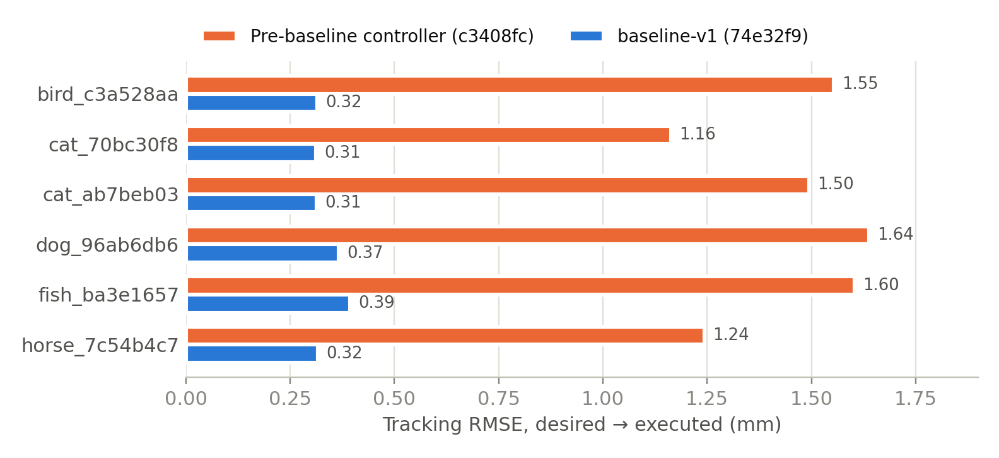 Pre-baseline controller (c3408fc) baseline-v1 (74e32f9)
bird_c3a528aa 1.55
0.32
cat_70bc30f8 1.16
0.31
cat_ab7beb03 1.50
0.31
dog_96ab6db6 1.64
0.37
fish_ba3e1657 1.60
0.39
horse_7c54b4c7 1.24
0.32
0.00 0.25 0.50 0.75 1.00 1.25 1.50 1.75
Tracking RMSE, desired → executed (mm)